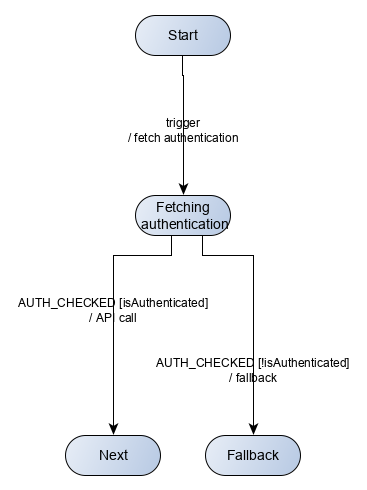 Start
trigger
/ fetch authentication
Fetching
authentication
AUTH_CHECKED [isAuthenticated]
/ API call
AUTH_CHECKED [!isAuthenticated]
/ fallback
Next
Fallback